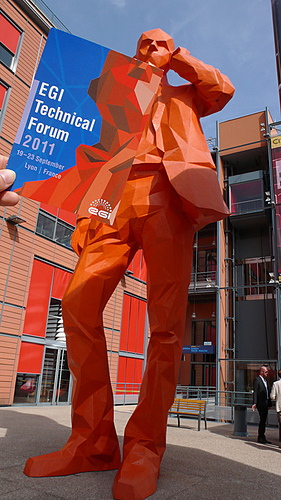 EGI
Technical
Forum
2011
19-23 September
Lyon | France
egi